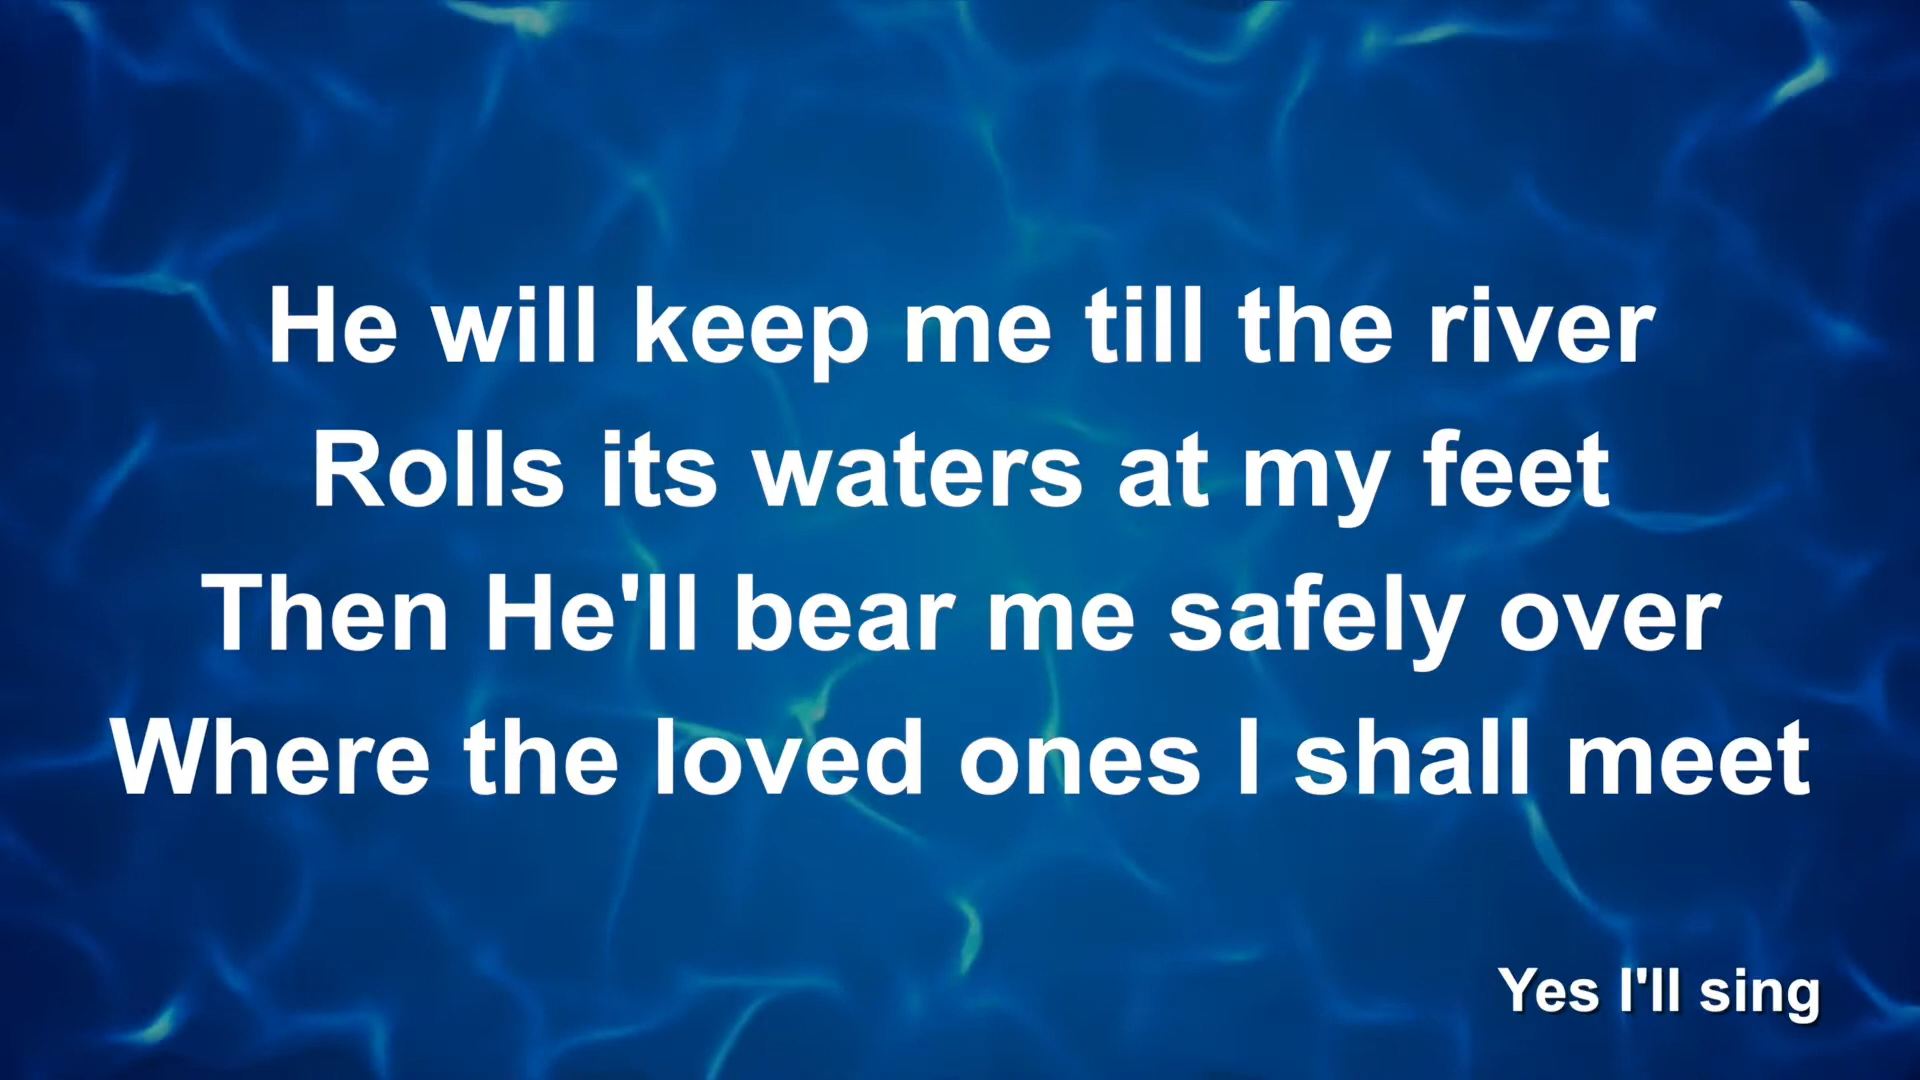 He will keep me till the river
Rolls its waters at my feet
Then He'll bear me safely over
Where the loved ones I shall meet
Yes I'll sing